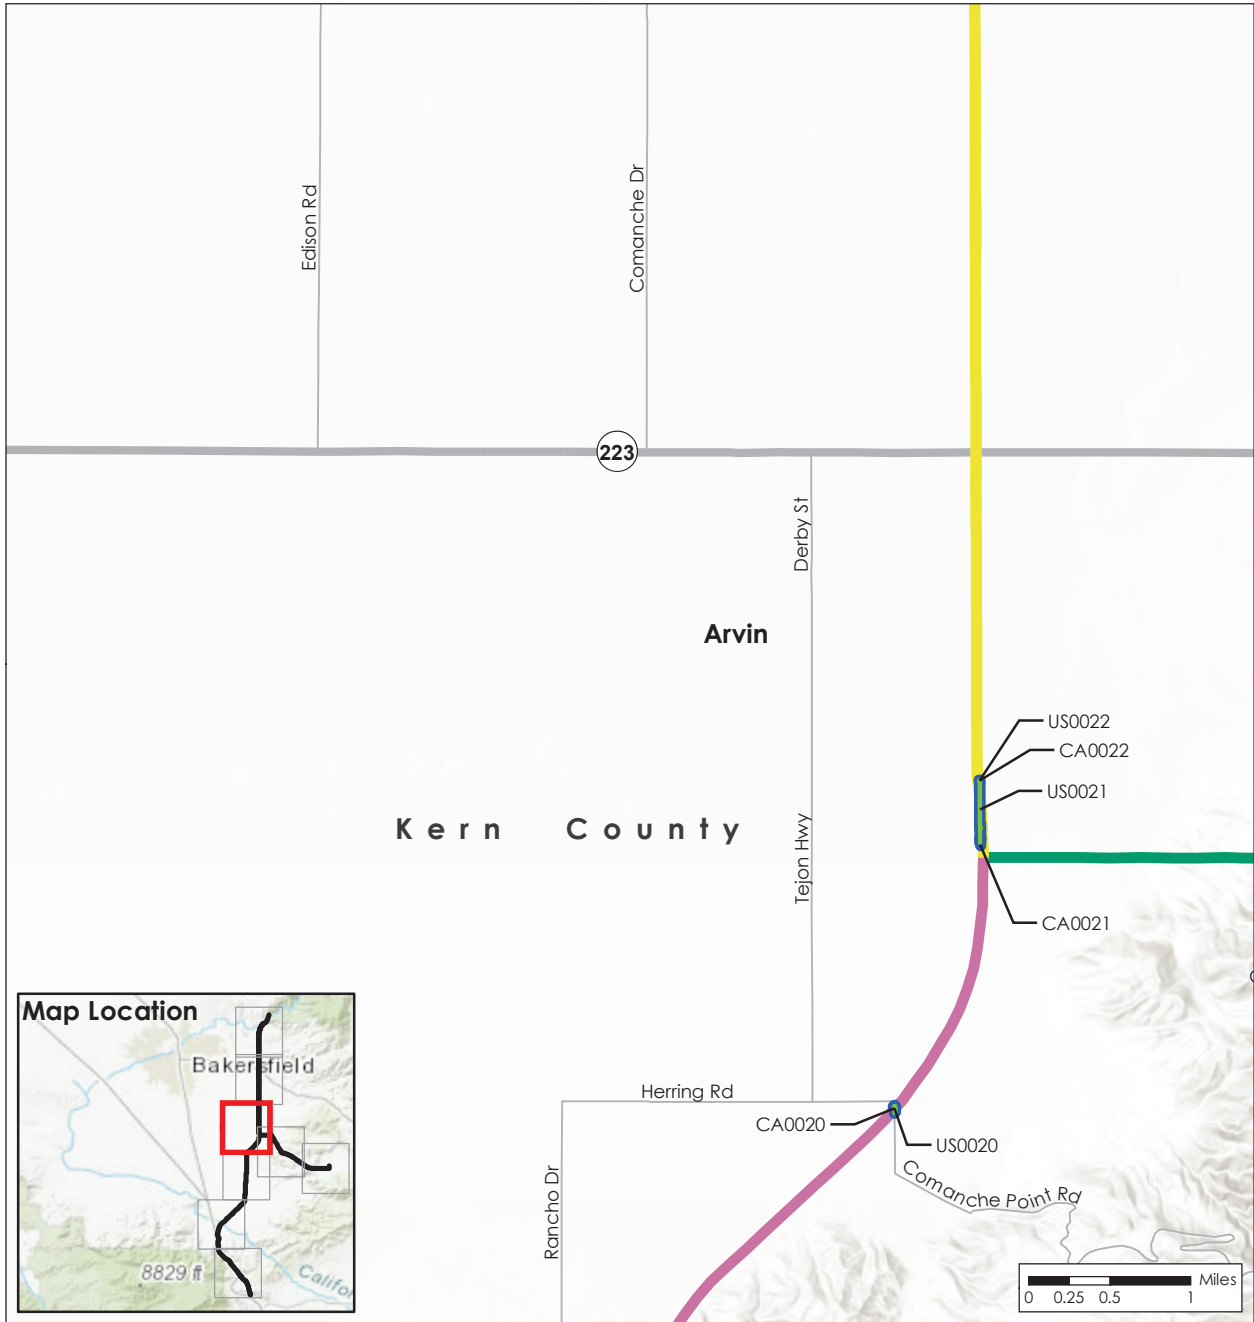 Edison Rd
Comanche Dr
223
Derby St
Arvin
US0022
CA0022
US0021
Kern County
Tejon Hwy
CA0021
Map Location
Bakersfield
8829 ft
Califo
Herring Rd
CA0020
US0020
Comanche Point Rd
Rancho Dr
Miles
0 0.25 0.5 1